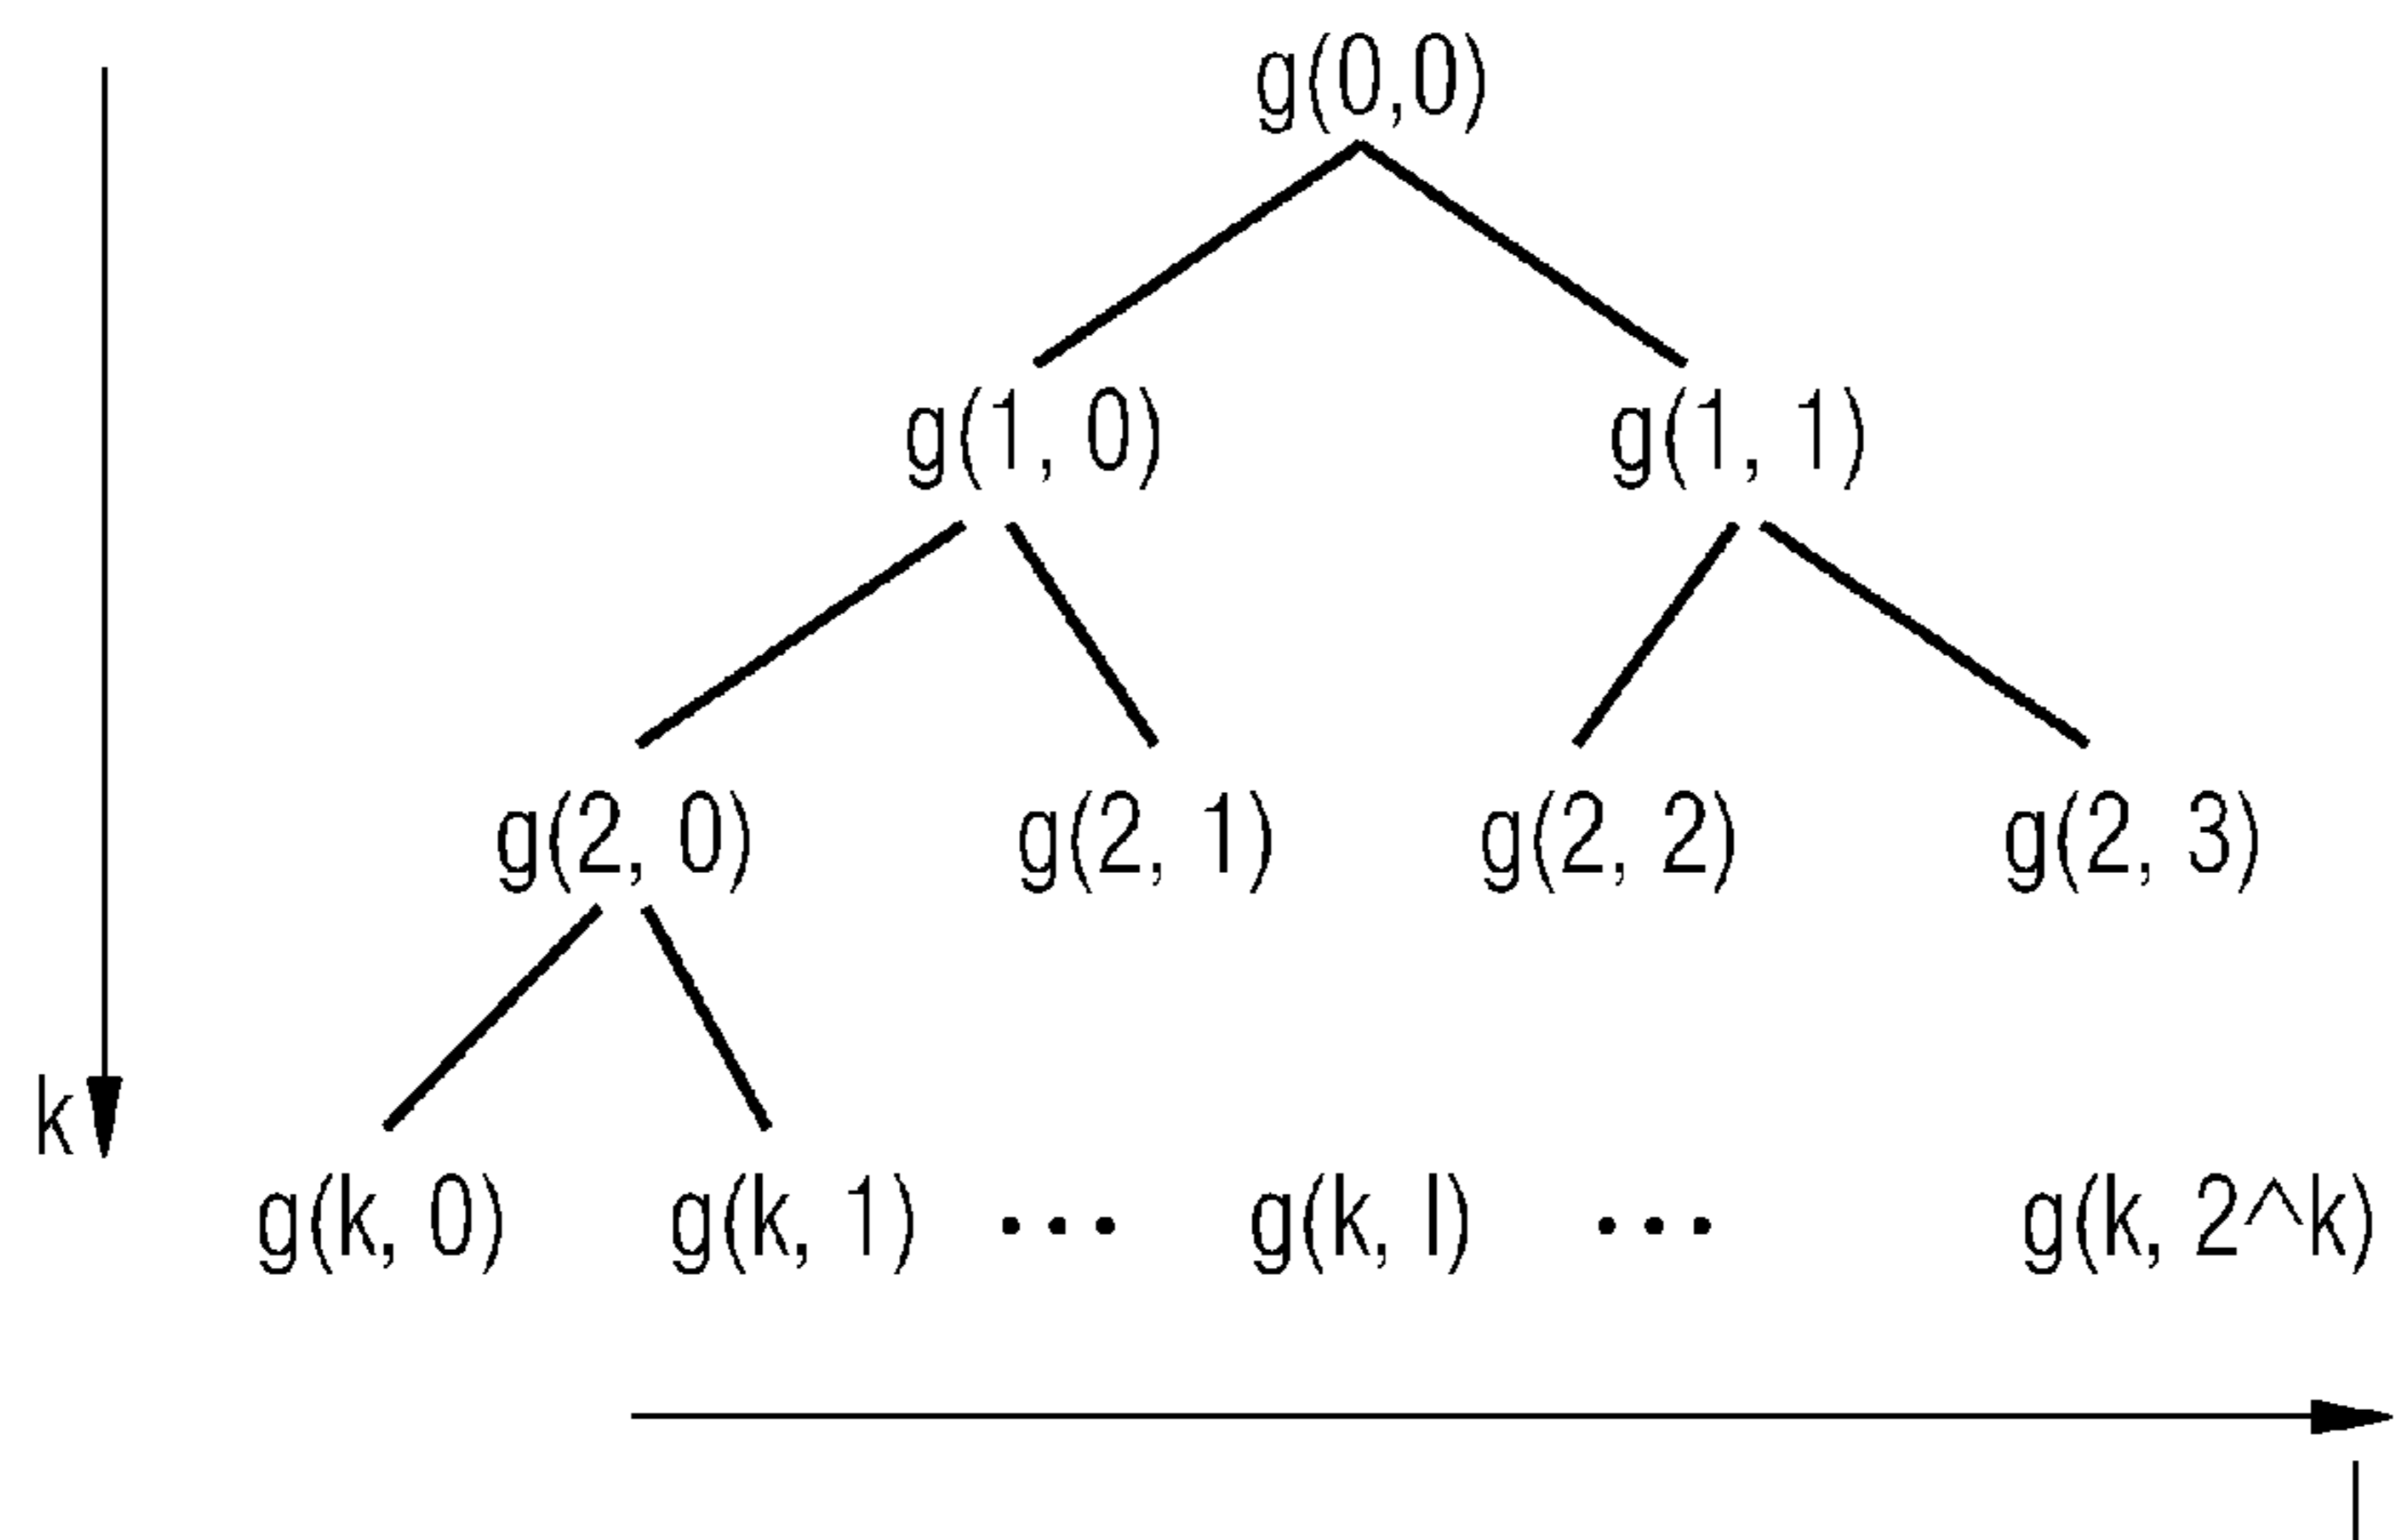 g(0,0)
g(1, 0) g(1, 1)
g(2, 0) g(2, 1) g(2, 2) g(2, 3)
k
g(k, 0) g(k, 1) ••• g(k, l) ••• g(k, 2^k)
l